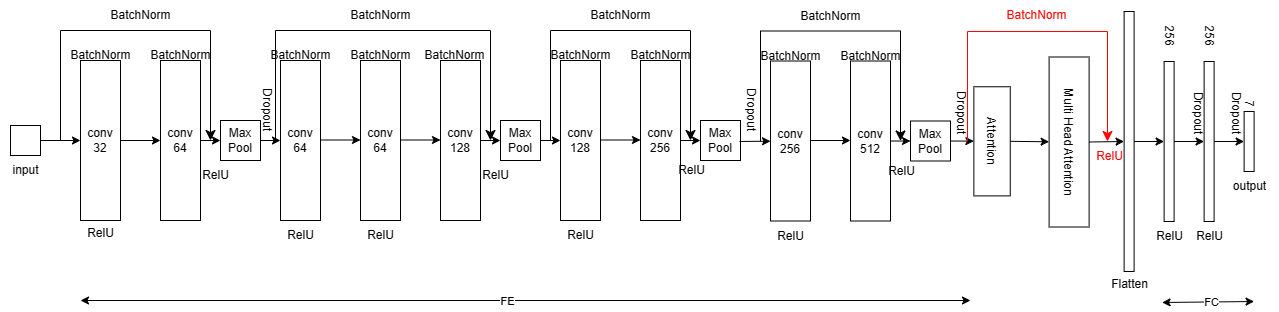 BatchNorm
BatchNorm
BatchNorm
BatchNorm
BatchNorm
BatchNorm
BatchNorm
BatchNorm
BatchNorm
BatchNorm
BatchNorm
BatchNorm
BatchNorm
BatchNorm
input
conv
32
conv
64
Max
Pool
Dropout
conv
64
conv
64
conv
128
Max
Pool
conv
128
conv
256
Max
Pool
Dropout
conv
256
conv
512
Max
Pool
Dropout
Attention
Multi Head Attention
256
256
Dropout
Dropout
7
output
RelU
RelU
RelU
RelU
RelU
RelU
RelU
RelU
RelU
RelU
RelU
RelU
Flatten
FE
FC